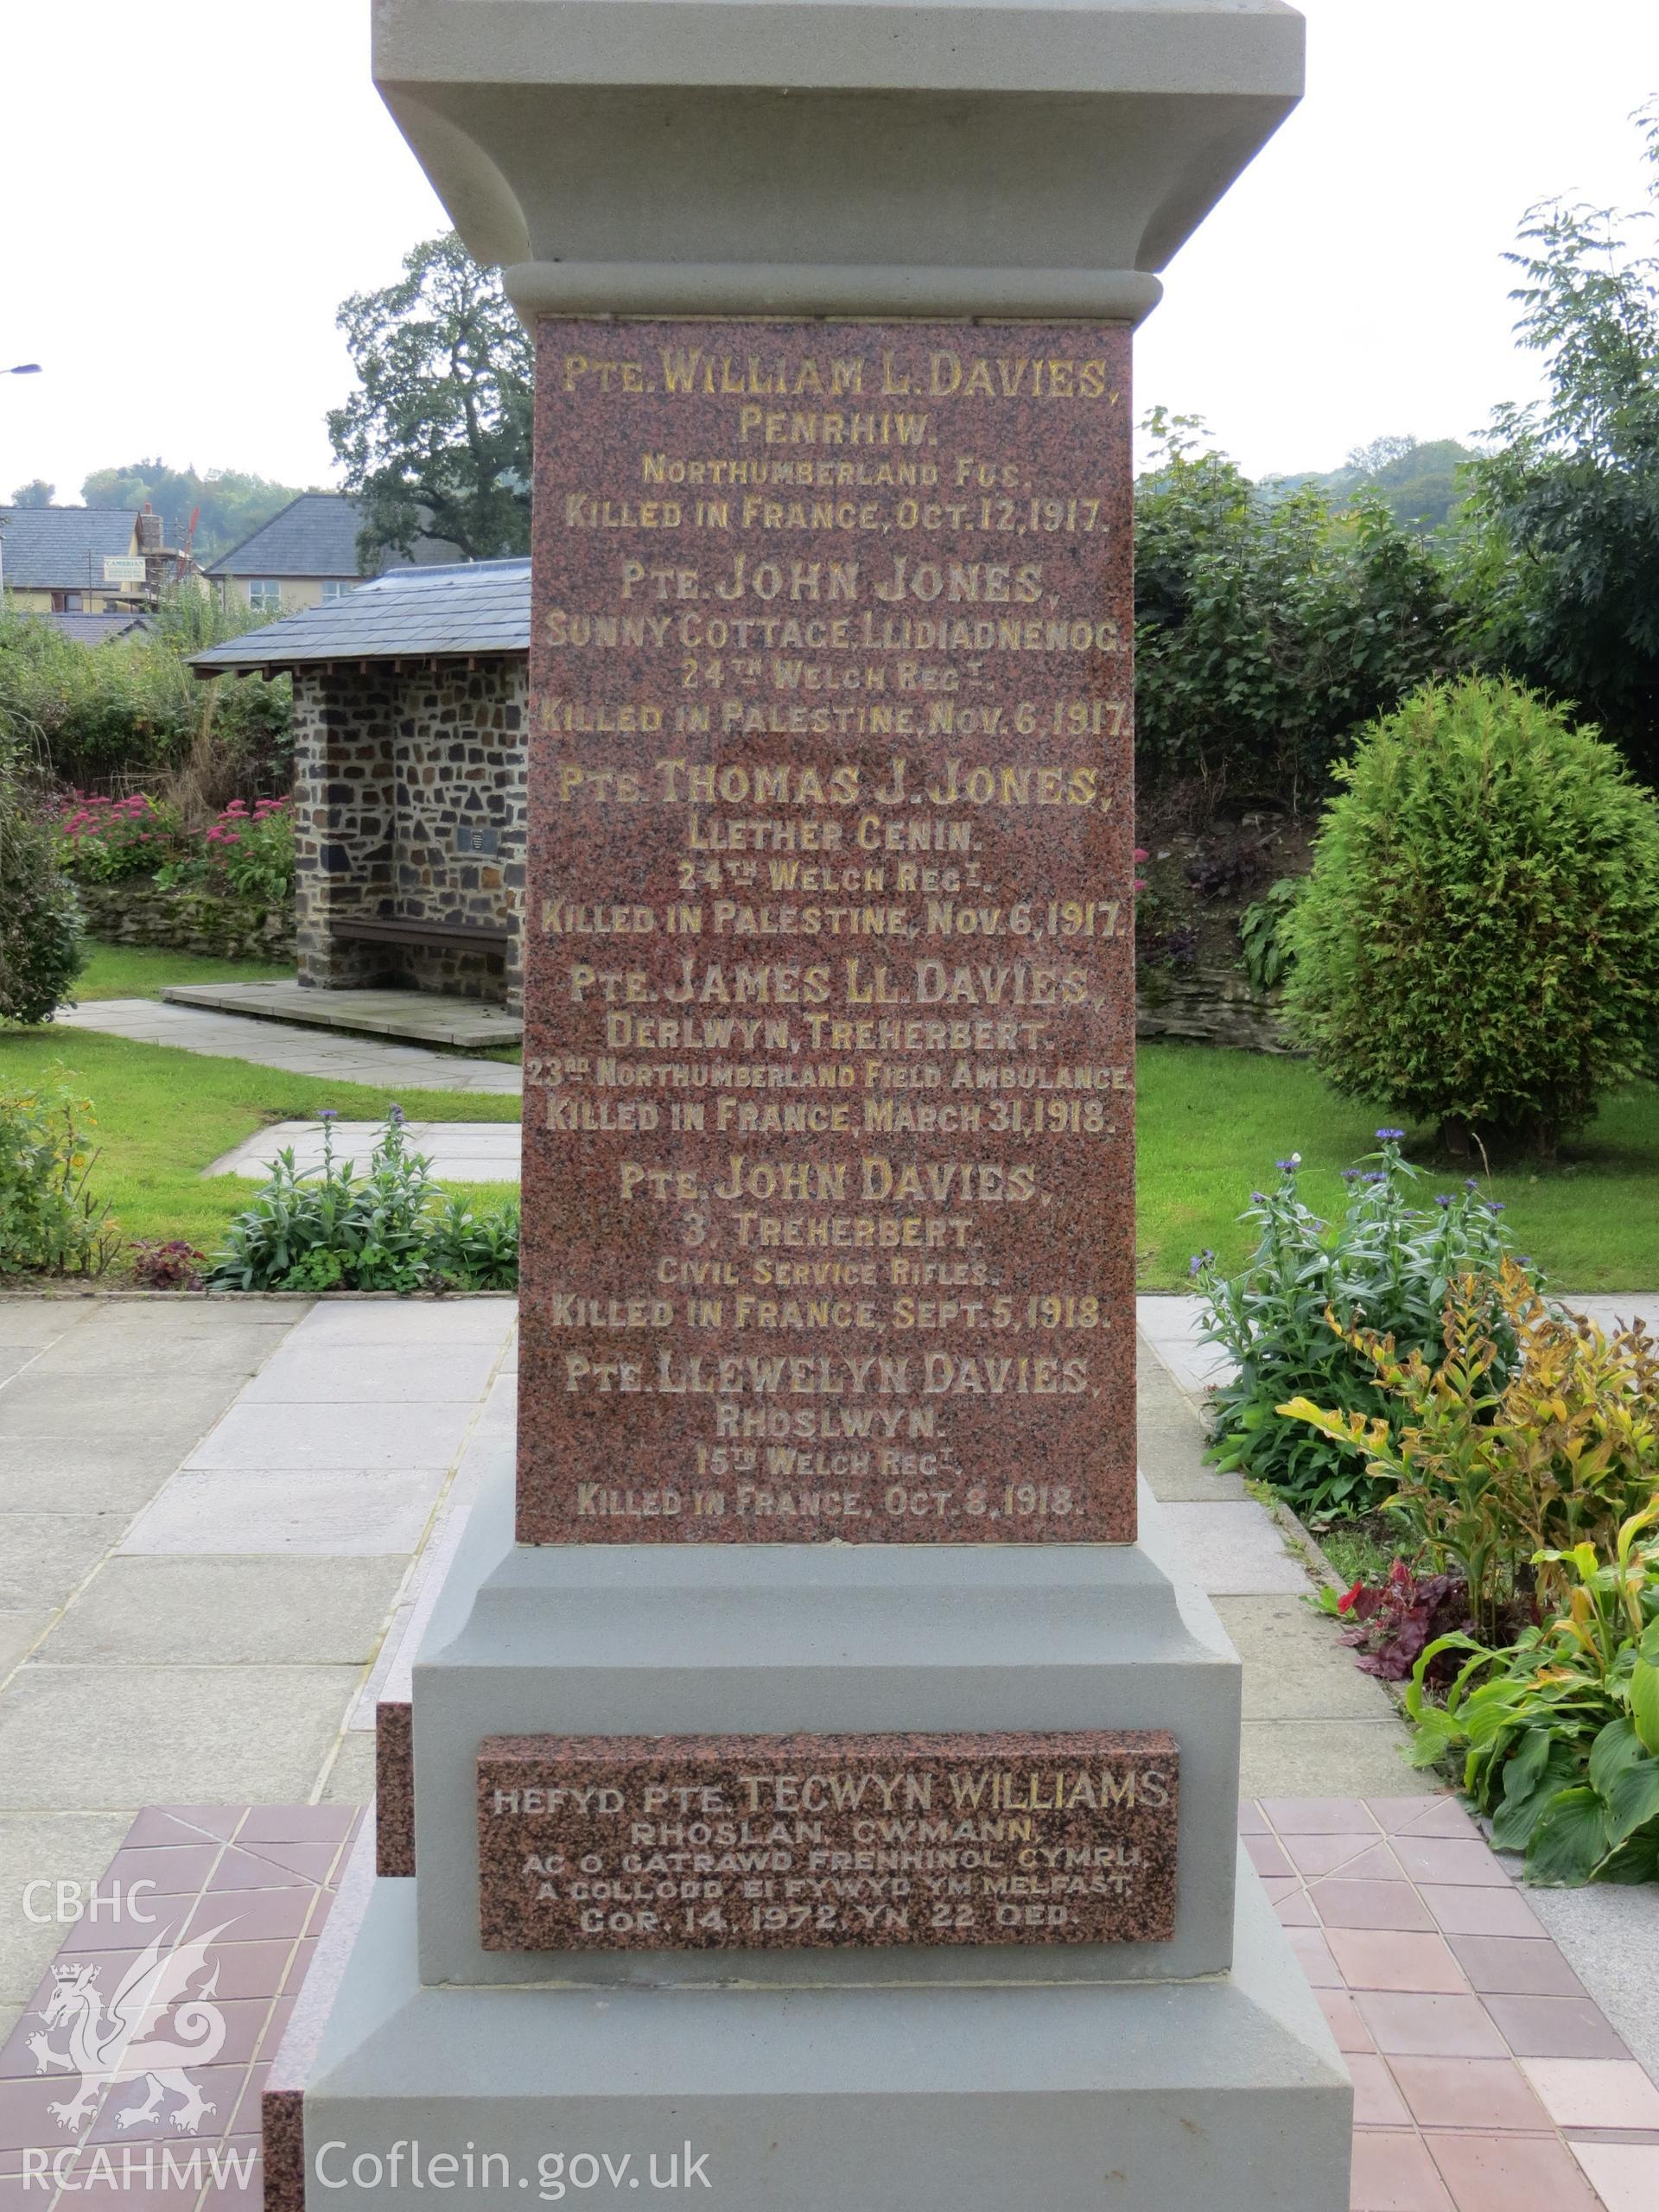 PTE. WILLIAM L. DAVIES,
PENRHIW.
NORTHUMBERLAND FUS.
KILLED IN FRANCE, OCT. 12, 1917.
PTE. JOHN JONES,
SUNNY COTTAGE, LLIDIADNENOG.
24TH WELCH REGT.
KILLED IN PALESTINE, NOV. 6, 1917.
PTE. THOMAS J. JONES,
LLETHER CENIN.
24TH WELCH REGT.
KILLED IN PALESTINE, NOV. 6, 1917.
PTE. JAMES LL. DAVIES,
DERLWYN, TREHERBERT.
23RD NORTHUMBERLAND FIELD AMBULANCE.
KILLED IN FRANCE, MARCH 31, 1918.
PTE. JOHN DAVIES,
3, TREHERBERT.
CIVIL SERVICE RIFLES.
KILLED IN FRANCE, SEPT. 5, 1918.
PTE. LLEWELYN DAVIES,
RHOSLWYN.
15TH WELCH REGT.
KILLED IN FRANCE, OCT. 8, 1918.
HEFYD PTE. TECWYN WILLIAMS
RHOSLAN, CWMANN,
AC O GATRAWD FRENHINOL CYMRU,
A GOLLODD EI FYWYD YM MELFAST,
GOR. 14, 1972, YN 22 OED.
CAMBRIAN
CBHC
RCAHMW
Coflein.gov.uk